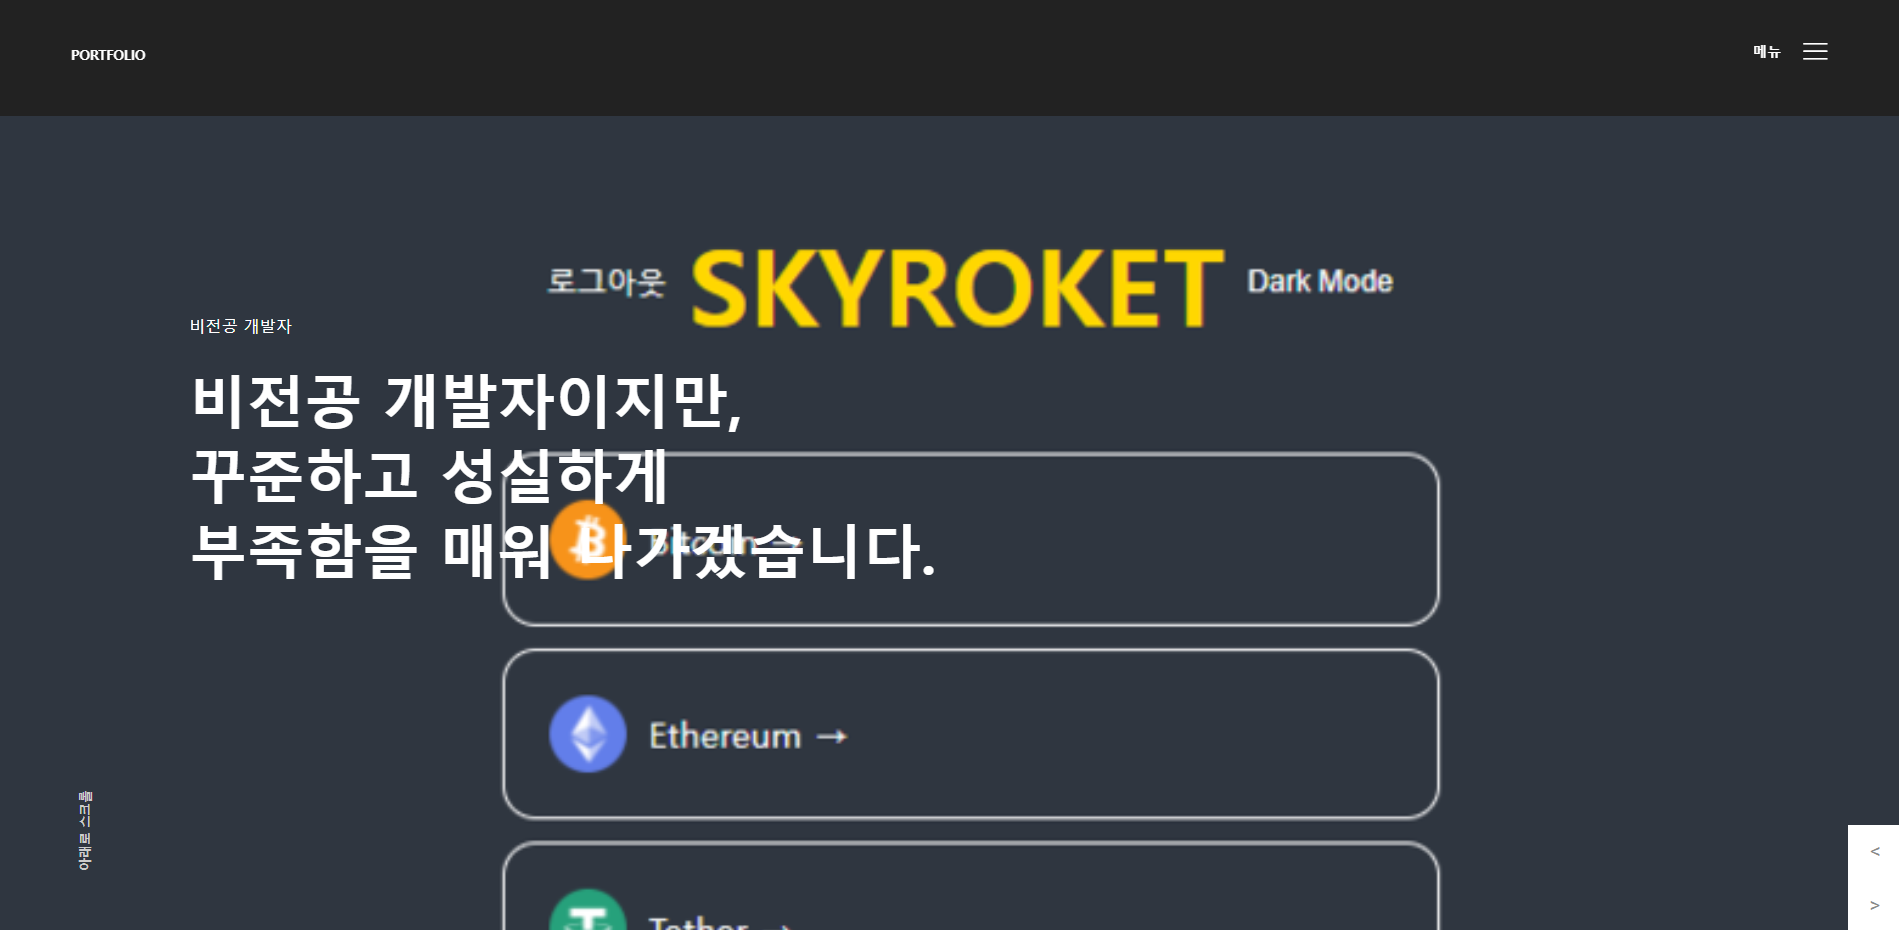 PORTFOLIO
메뉴
로그아웃 SKYROKET Dark Mode
비전공 개발자
비전공 개발자이지만,
꾸준하고 성실하게
부족함을 매워 나가겠습니다.
Bitcoin →
Ethereum →
Tether →
아래로 스크롤
<
>